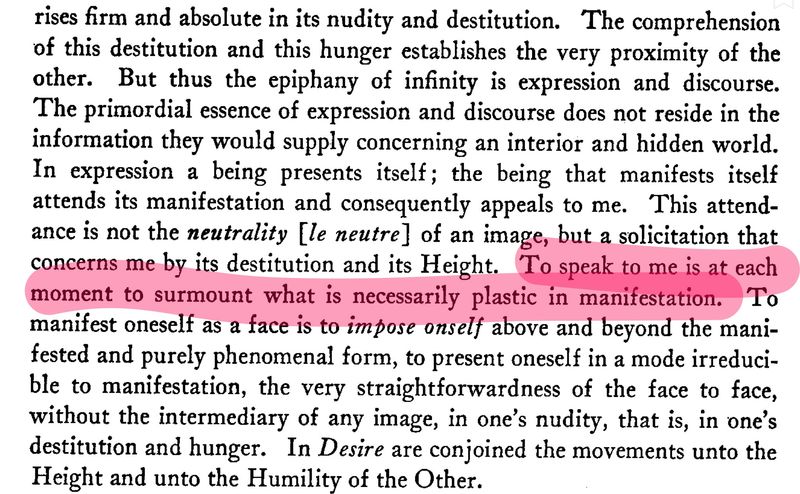 rises firm and absolute in its nudity and destitution. The comprehension
of this destitution and this hunger establishes the very proximity of the
other. But thus the epiphany of infinity is expression and discourse.
The primordial essence of expression and discourse does not reside in the
information they would supply concerning an interior and hidden world.
In expression a being presents itself; the being that manifests itself
attends its manifestation and consequently appeals to me. This attend-
ance is not the neutrality [le neutre] of an image, but a solicitation that
concerns me by its destitution and its Height. To speak to me is at each
moment to surmount what is necessarily plastic in manifestation. To
manifest oneself as a face is to impose onself above and beyond the mani-
fested and purely phenomenal form, to present oneself in a mode irreduci-
ble to manifestation, the very straightforwardness of the face to face,
without the intermediary of any image, in one's nudity, that is, in one's
destitution and hunger. In Desire are conjoined the movements unto the
Height and unto the Humility of the Other.